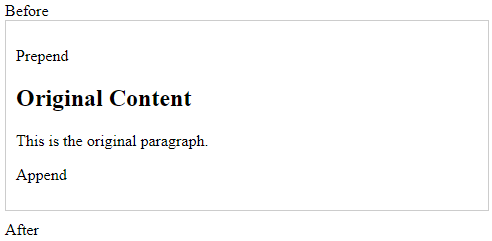 Before
Prepend
Original Content
This is the original paragraph.
Append
After